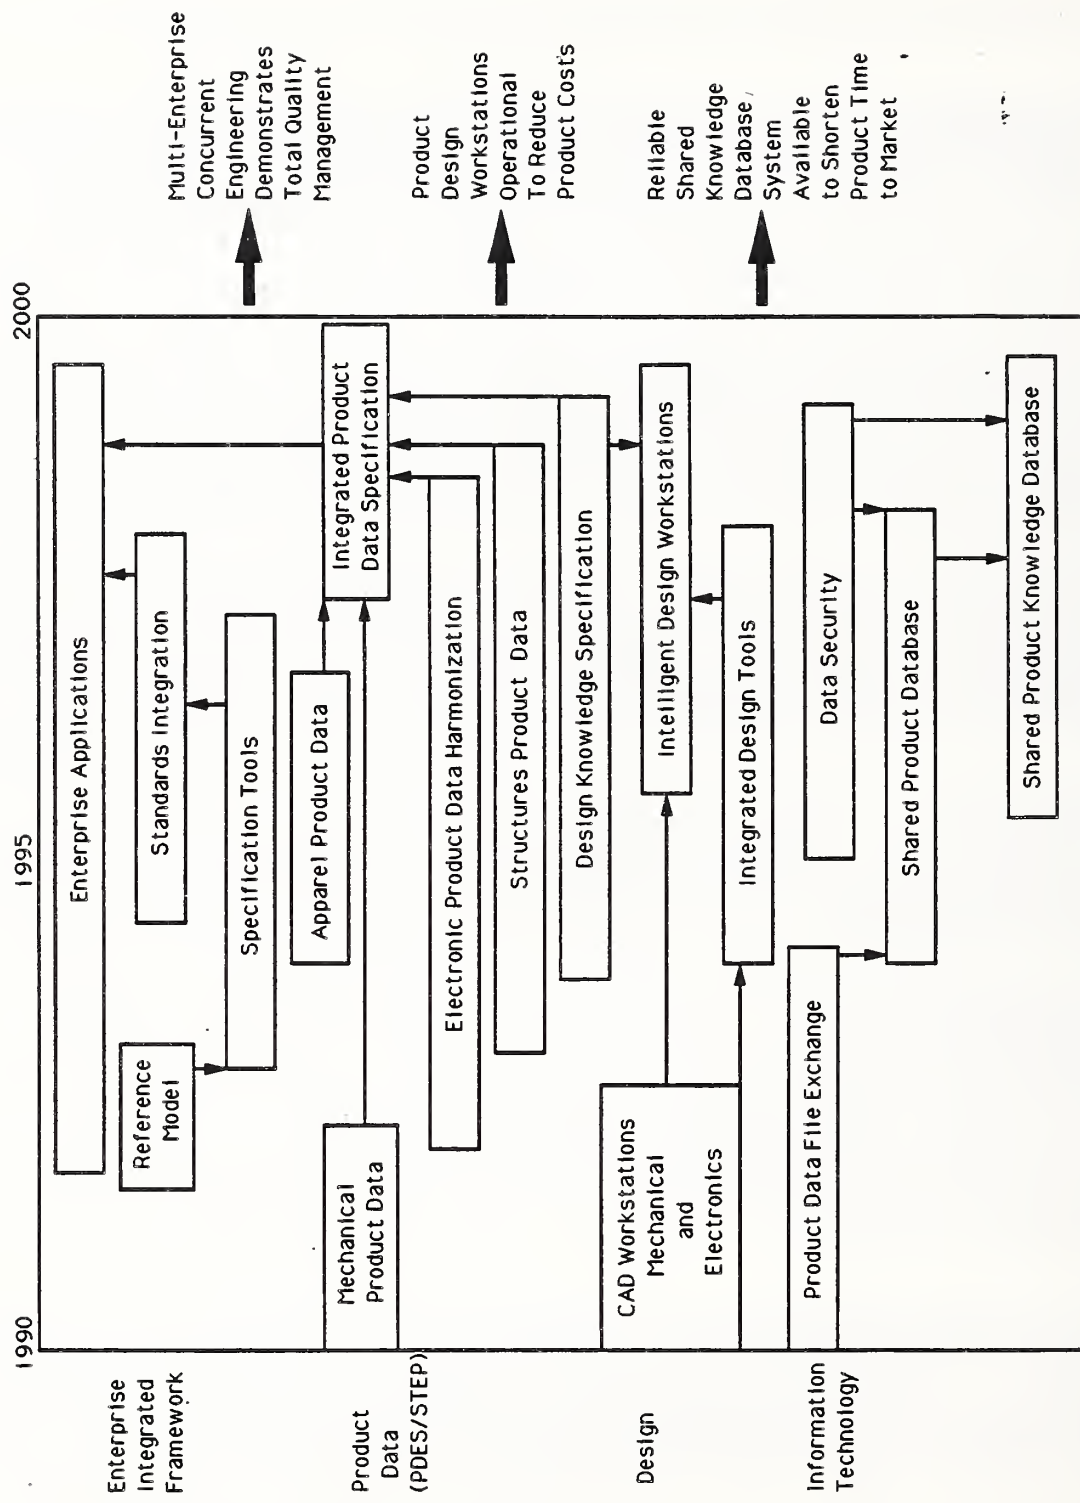 1990
1995
2000
Enterprise
Integrated
Framework
Enterprise Applications
Reference
Model
Standards Integration
Specification Tools
Multi-Enterprise
Concurrent
Engineering
Demonstrates
Total Quality
Management
Product
Data
(PDES/STEP)
Mechanical
Product Data
Apparel Product Data
Integrated Product
Data Specification
Electronic Product Data Harmonization
Structures Product Data
Design Knowledge Specification
Product
Design
Workstations
Operational
To Reduce
Product Costs
Design
CAD Workstations
Mechanical
and
Electronics
Intelligent Design Workstations
Integrated Design Tools
Information
Technology
Product Data File Exchange
Data Security
Shared Product Database
Shared Product Knowledge Database
Reliable
Shared
Knowledge
Database
System
Available
to Shorten
Product Time
to Market